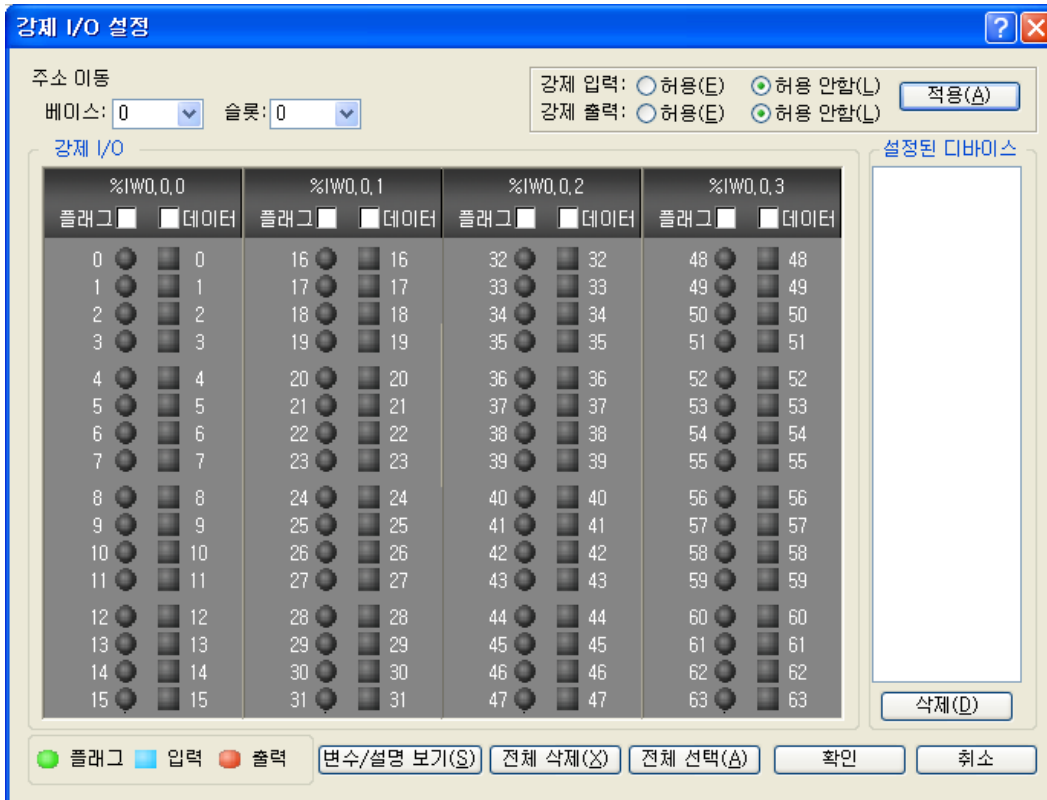 강제 I/O 설정
주소 이동
베이스: 0 슬롯: 0
강제 입력: 허용(E) 허용 안함(L)
강제 출력: 허용(E) 허용 안함(L)
적용(A)
강제 I/O
설정된 디바이스
%IW0,0,0 %IW0,0,1 %IW0,0,2 %IW0,0,3
플래그 데이터 플래그 데이터 플래그 데이터 플래그 데이터
0 0 16 16 32 32 48 48
1 1 17 17 33 33 49 49
2 2 18 18 34 34 50 50
3 3 19 19 35 35 51 51
4 4 20 20 36 36 52 52
5 5 21 21 37 37 53 53
6 6 22 22 38 38 54 54
7 7 23 23 39 39 55 55
8 8 24 24 40 40 56 56
9 9 25 25 41 41 57 57
10 10 26 26 42 42 58 58
11 11 27 27 43 43 59 59
12 12 28 28 44 44 60 60
13 13 29 29 45 45 61 61
14 14 30 30 46 46 62 62
15 15 31 31 47 47 63 63
삭제(D)
플래그 입력 출력 변수/설명 보기(S) 전체 삭제(X) 전체 선택(A) 확인 취소